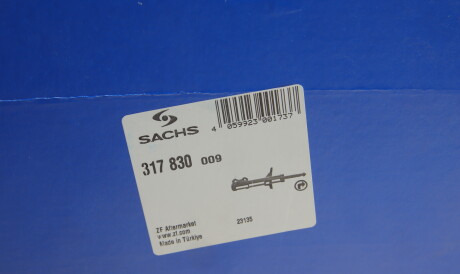 SACHS
4 059923 001737
317 830 009
ZF Aftermarket
www.zf.com
Made in Türkiye
23135